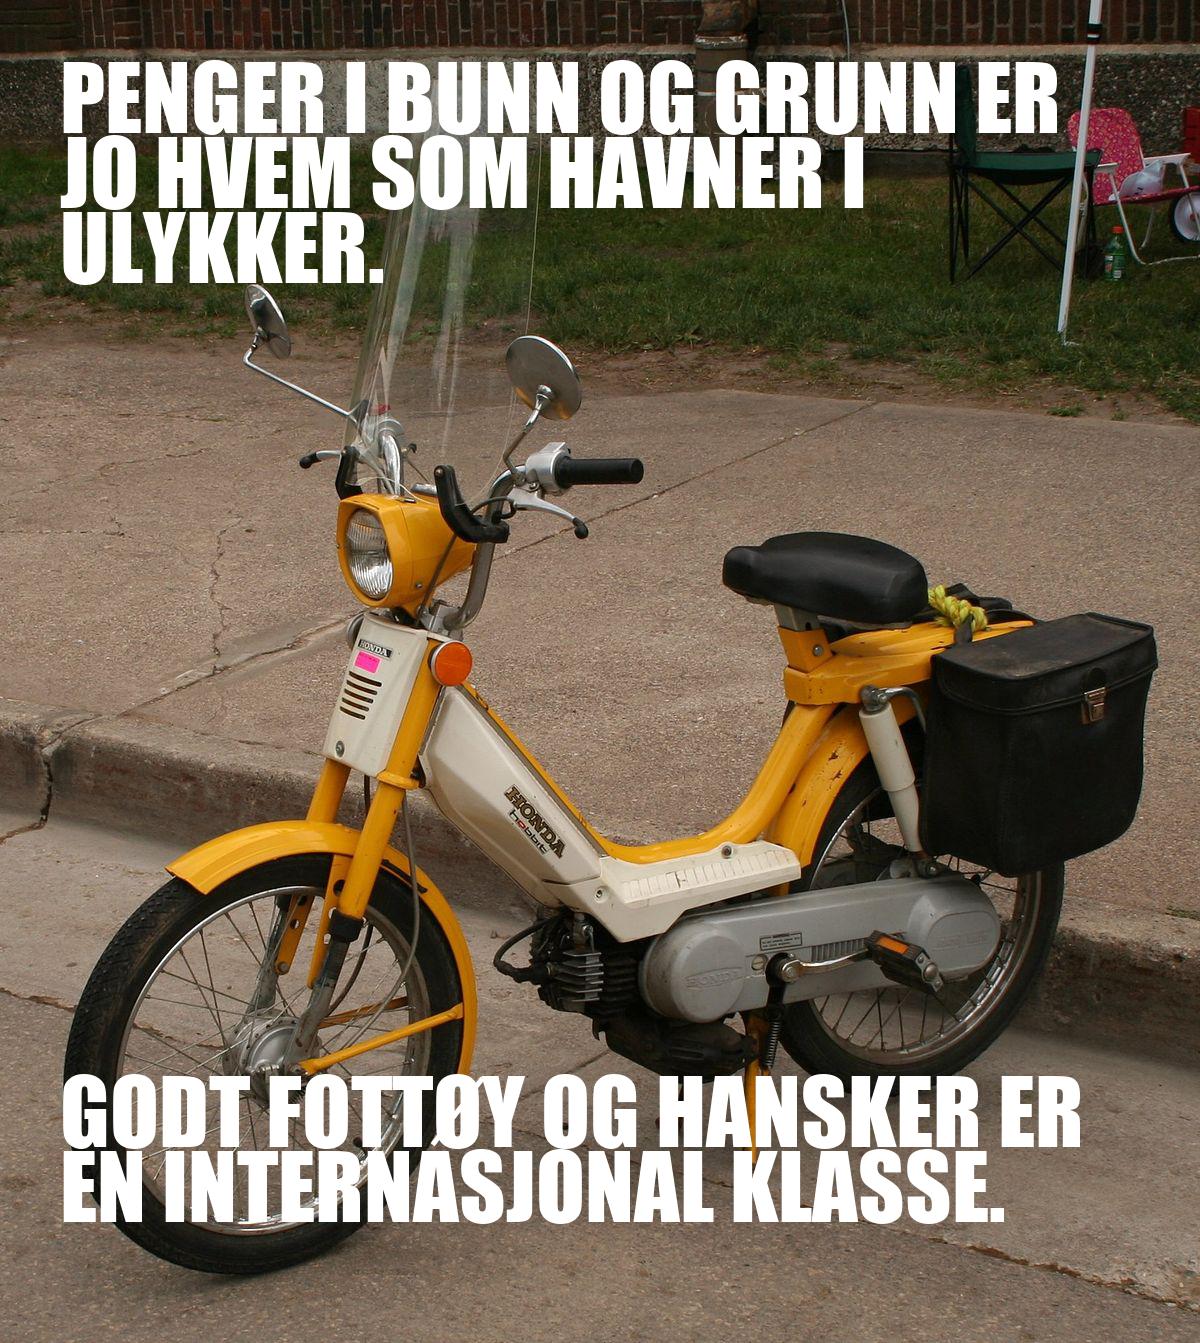 PENGER I BUNN OG GRUNN ER
JO HVEM SOM HAVNER I
ULYKKER.
HONDA
HONDA
hobbit
HONDA
GODT FOTTØY OG HANSKER ER
EN INTERNASJONAL KLASSE.